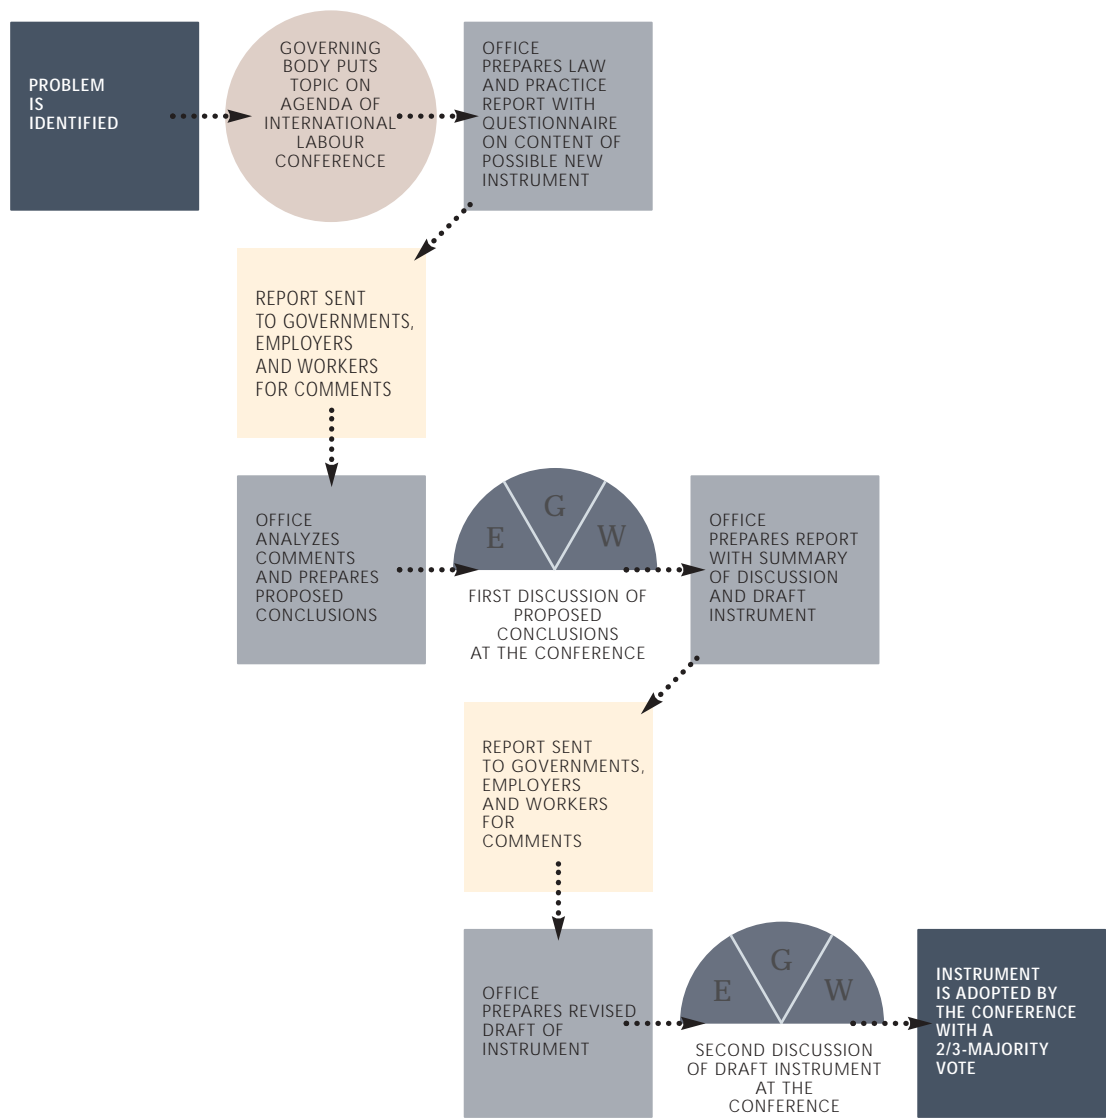 PROBLEM
IS
IDENTIFIED
GOVERNING
BODY PUTS
TOPIC ON
AGENDA OF
INTERNATIONAL
LABOUR
CONFERENCE
OFFICE
PREPARES LAW
AND PRACTICE
REPORT WITH
QUESTIONNAIRE
ON CONTENT OF
POSSIBLE NEW
INSTRUMENT
REPORT SENT
TO GOVERNMENTS,
EMPLOYERS
AND WORKERS
FOR COMMENTS
OFFICE
ANALYZES
COMMENTS
AND PREPARES
PROPOSED
CONCLUSIONS
E
G
W
FIRST DISCUSSION OF
PROPOSED
CONCLUSIONS
AT THE CONFERENCE
OFFICE
PREPARES REPORT
WITH SUMMARY
OF DISCUSSION
AND DRAFT
INSTRUMENT
REPORT SENT
TO GOVERNMENTS,
EMPLOYERS
AND WORKERS
FOR
COMMENTS
OFFICE
PREPARES REVISED
DRAFT OF
INSTRUMENT
E
G
W
SECOND DISCUSSION
OF DRAFT INSTRUMENT
AT THE
CONFERENCE
INSTRUMENT
IS ADOPTED BY
THE CONFERENCE
WITH A
2/3-MAJORITY
VOTE